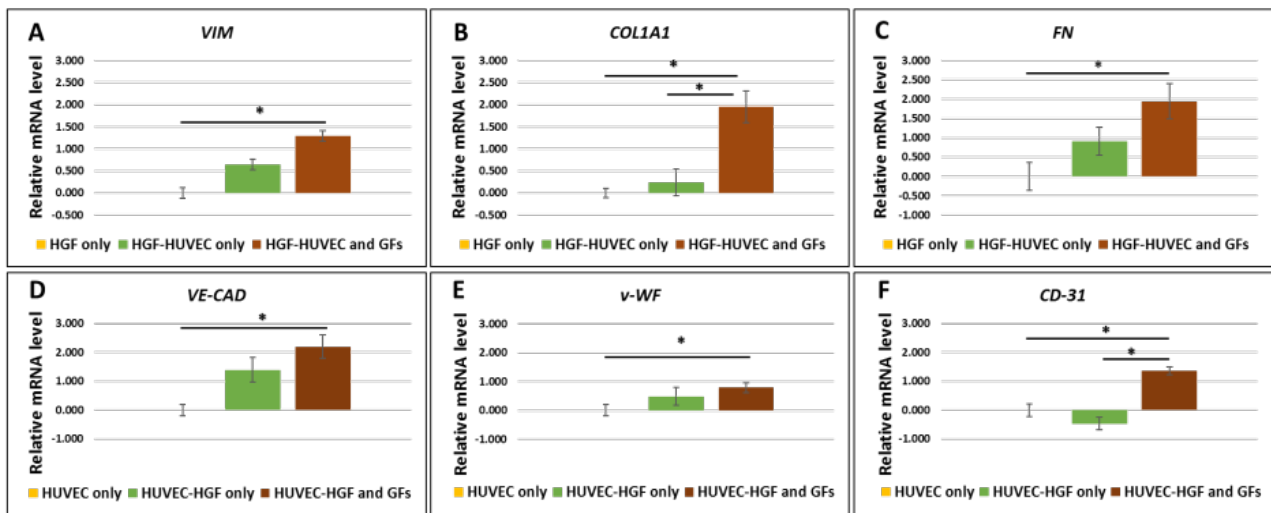 A
VIM
Relative mRNA level
3.000
2.500
2.000
1.500
1.000
0.500
0.000
-0.500
*
HGF only HGF-HUVEC only HGF-HUVEC and GFs
B
COL1A1
Relative mRNA level
3.000
2.500
2.000
1.500
1.000
0.500
0.000
-0.500
*
*
HGF only HGF-HUVEC only HGF-HUVEC and GFs
C
FN
Relative mRNA level
3.000
2.500
2.000
1.500
1.000
0.500
0.000
-0.500
-1.000
*
HGF only HGF-HUVEC only HGF-HUVEC and GFs
D
VE-CAD
Relative mRNA level
3.000
2.000
1.000
0.000
-1.000
*
HUVEC only HUVEC-HGF only HUVEC-HGF and GFs
E
v-WF
Relative mRNA level
3.000
2.000
1.000
0.000
-1.000
*
HUVEC only HUVEC-HGF only HUVEC-HGF and GFs
F
CD-31
Relative mRNA level
3.000
2.000
1.000
0.000
-1.000
*
*
HUVEC only HUVEC-HGF only HUVEC-HGF and GFs